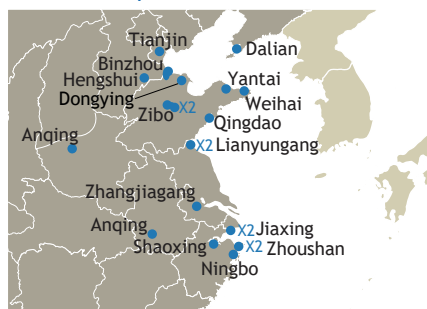 Tianjin
Dalian
Binzhou
Hengshui
Yantai
Dongying
Weihai
Zibo X2
Qingdao
Anqing
X2 Lianyungang
Zhangjiagang
Anqing
X2 Jiaxing
Shaoxing
X2 Zhoushan
Ningbo